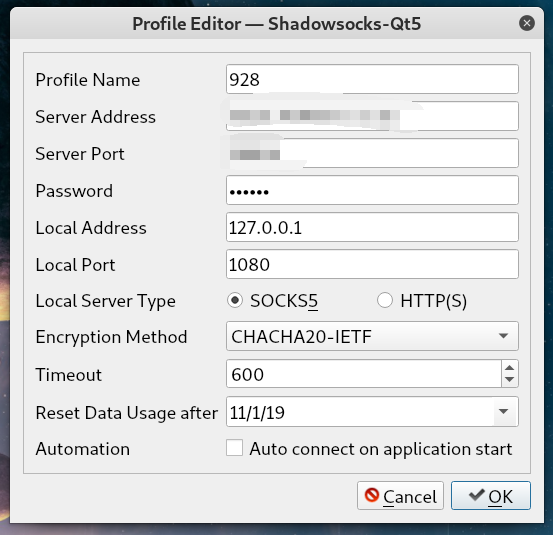 Profile Editor — Shadowsocks-Qt5
Profile Name 928
Server Address
Server Port
Password ••••••
Local Address 127.0.0.1
Local Port 1080
Local Server Type SOCKS5 HTTP(S)
Encryption Method CHACHA20-IETF
Timeout 600
Reset Data Usage after 11/1/19
Automation Auto connect on application start
Cancel OK